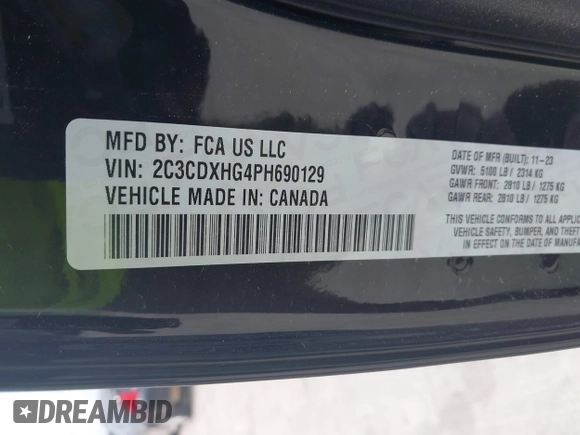 MFD BY: FCA US LLC
VIN: 2C3CDXHG4PH690129
VEHICLE MADE IN: CANADA
DATE OF MFR (BUILT): 11-23
GVWR: 5100 LB / 2314 KG
GAWR FRONT: 2810 LB / 1275 KG
GAWR REAR: 2810 LB / 1275 KG
THIS VEHICLE CONFORMS TO ALL APPLIC
VEHICLE SAFETY, BUMPER, AND THEFT
IN EFFECT ON THE DATE OF MANUFA
DREAMBID